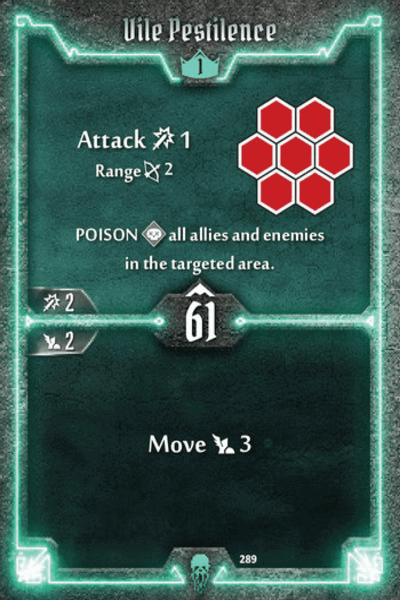 Vile Pestilence
1
Attack 1
Range 2
POISON all allies and enemies
in the targeted area.
2
61
2
Move 3
289